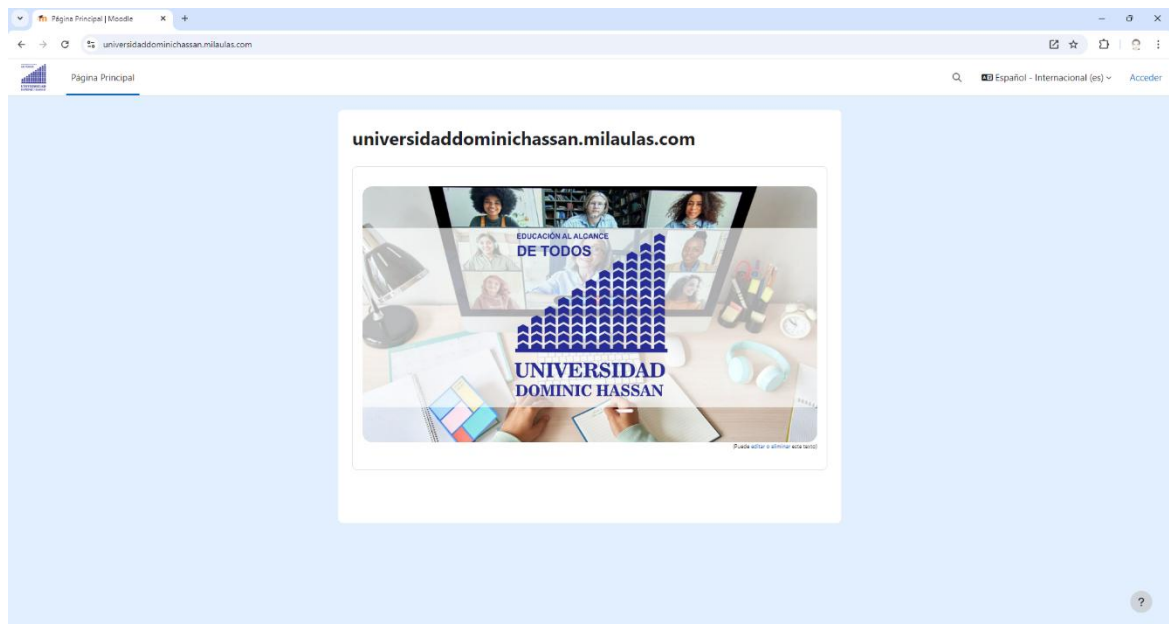 Página Principal | Moodle
universidaddominichassan.milaulas.com
Página Principal
Español - Internacional (es)
Acceder
universidaddominichassan.milaulas.com
EDUCACIÓN AL ALCANCE
DE TODOS
UNIVERSIDAD
DOMINIC HASSAN
(Puede editar o eliminar este texto)
?